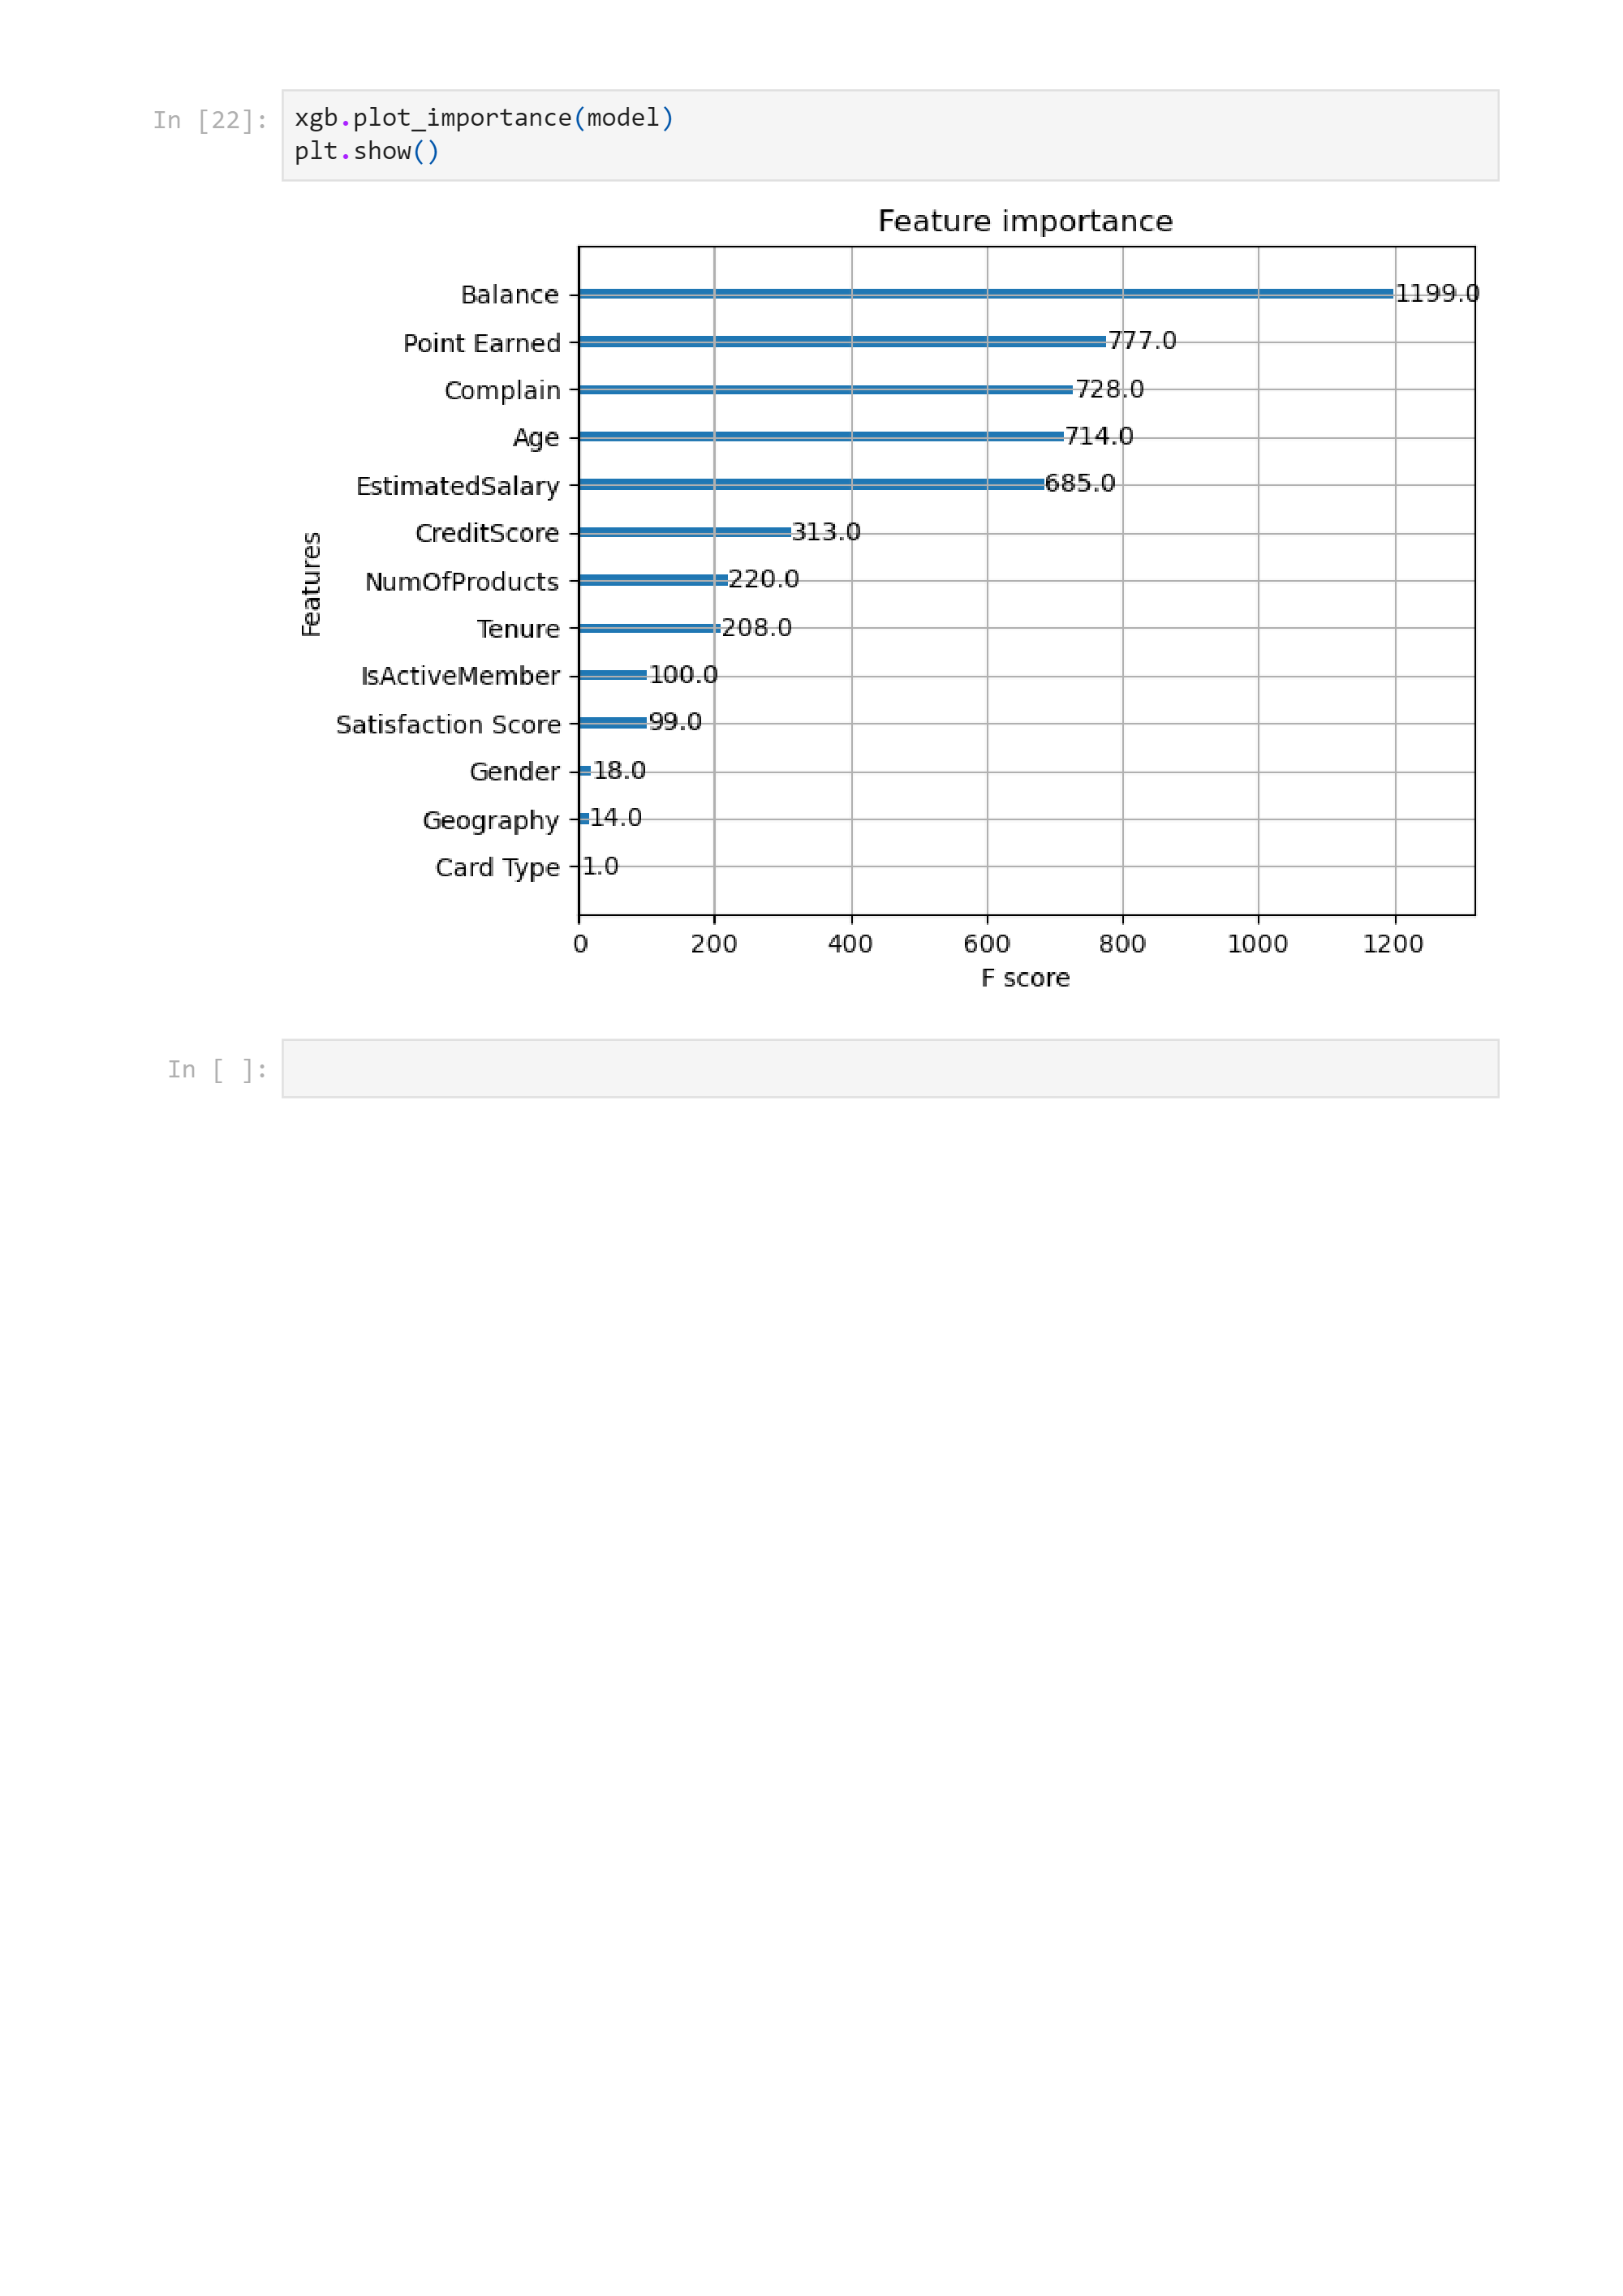 In [22]:
xgb.plot_importance(model)
plt.show()
Feature importance
Features
Balance 1199.0
Point Earned 777.0
Complain 728.0
Age 714.0
EstimatedSalary 685.0
CreditScore 313.0
NumOfProducts 220.0
Tenure 208.0
IsActiveMember 100.0
Satisfaction Score 99.0
Gender 18.0
Geography 14.0
Card Type 1.0
0 200 400 600 800 1000 1200
F score
In [ ]: